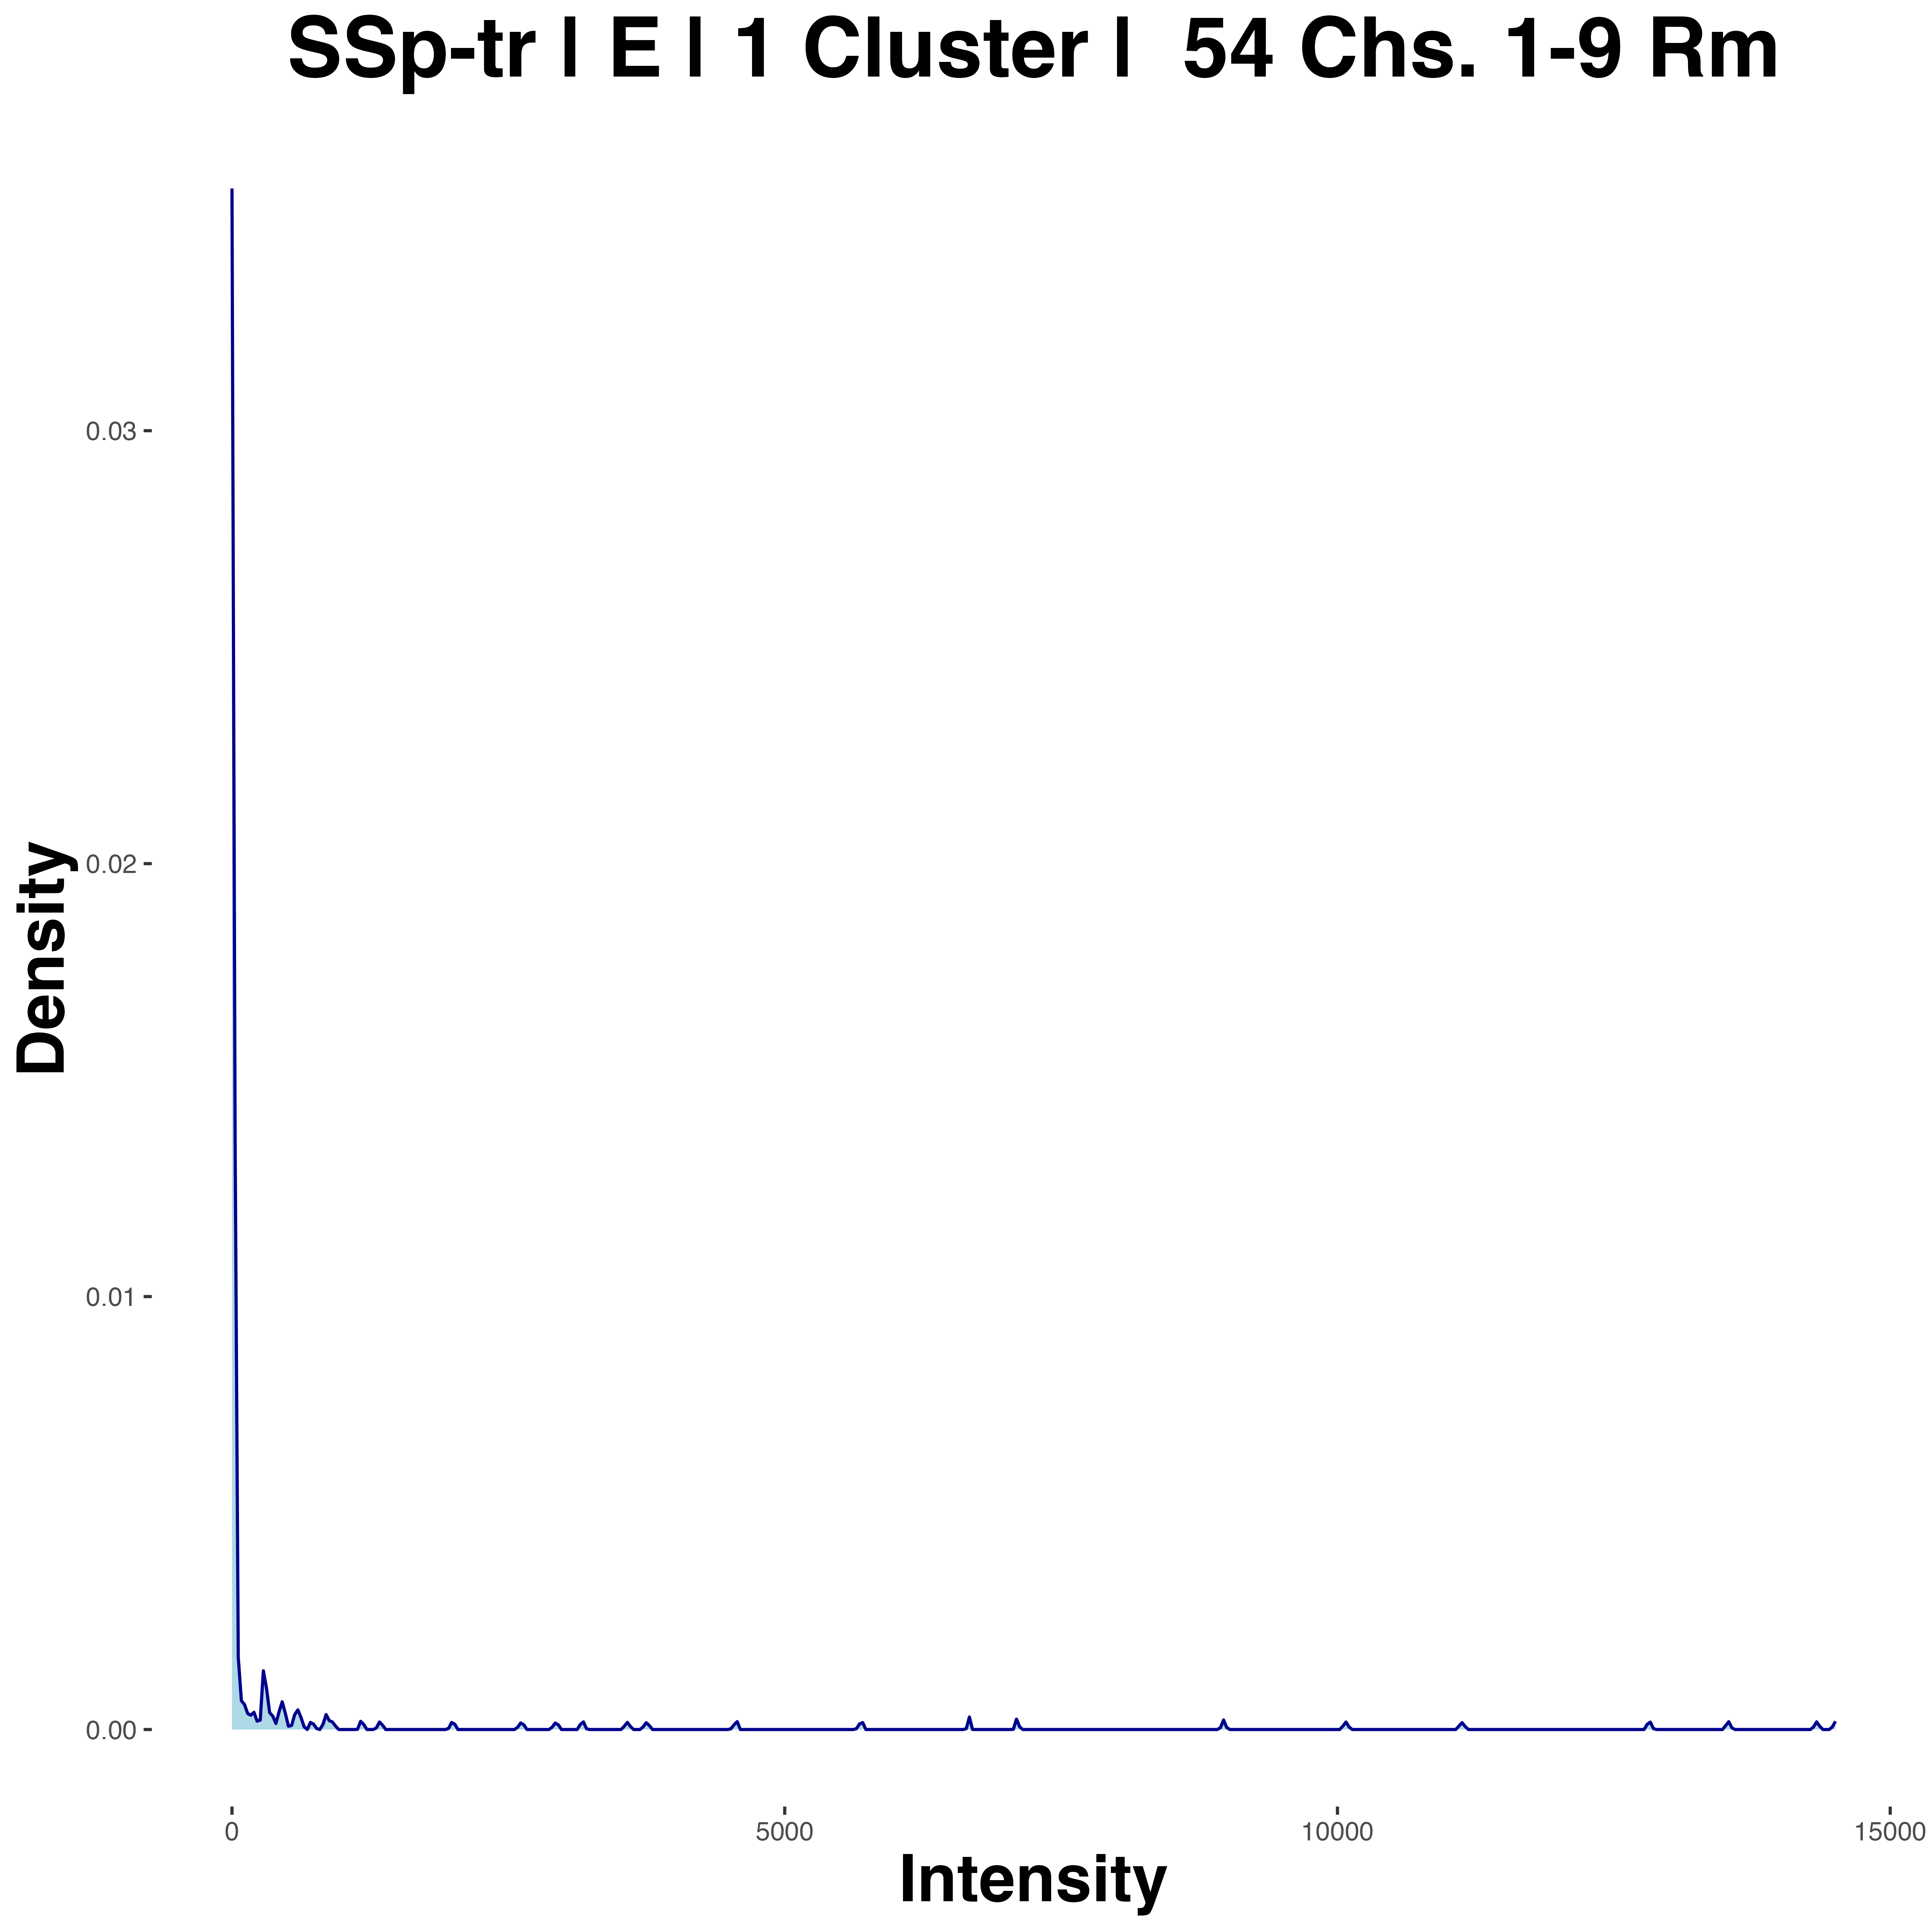 SSp-tr | E | 1 Cluster |  54 Chs. 1-9 Rm
0.03
0.02
0.01
0.00
Density
0
5000
10000
15000
Intensity